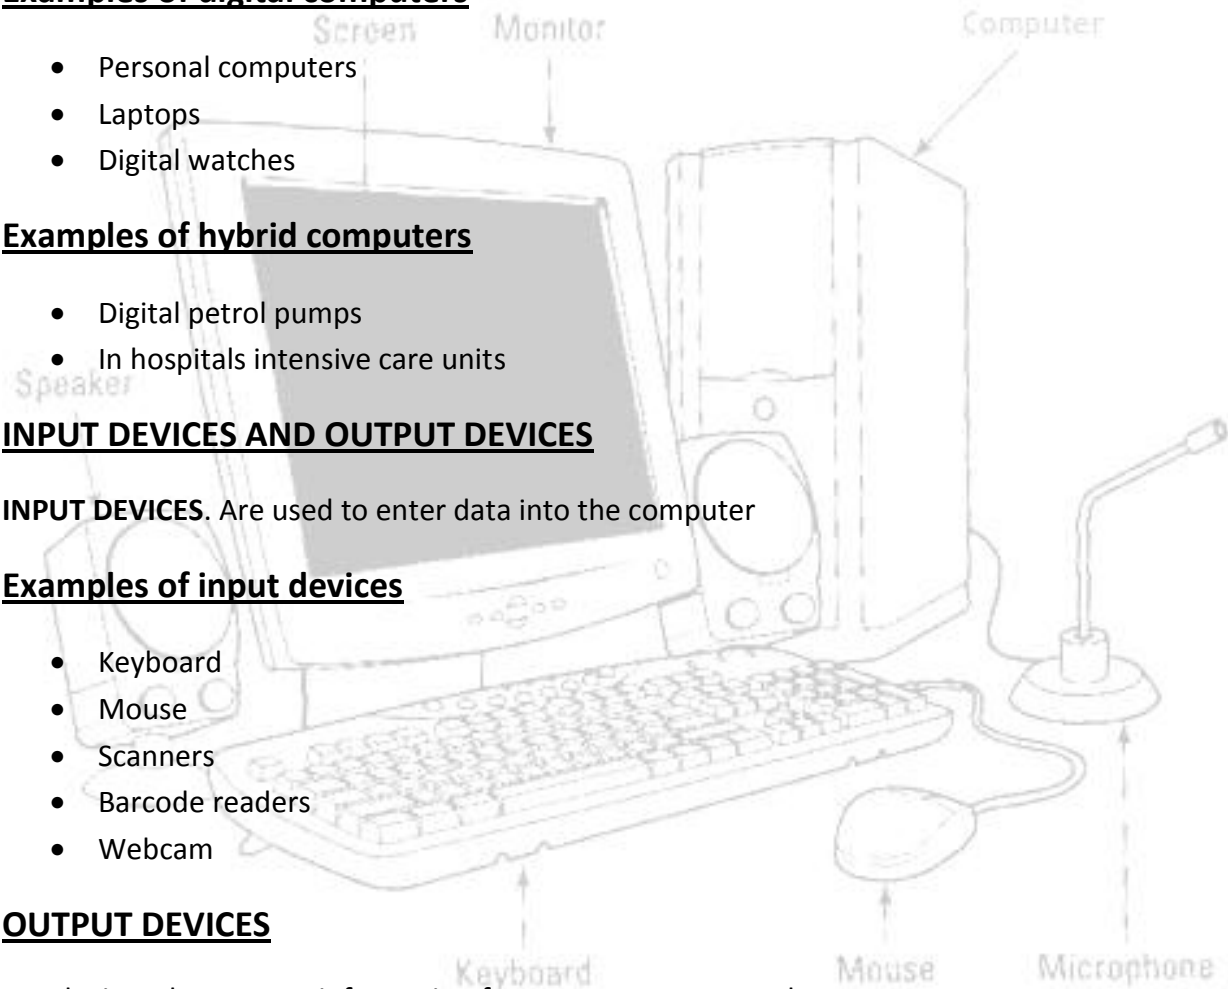 Examples of digital computers
Screen Monitor Computer
• Personal computers
• Laptops
• Digital watches
Examples of hybrid computers
• Digital petrol pumps
• In hospitals intensive care units
Speaker
INPUT DEVICES AND OUTPUT DEVICES
INPUT DEVICES. Are used to enter data into the computer
Examples of input devices
• Keyboard
• Mouse
• Scanners
• Barcode readers
• Webcam
OUTPUT DEVICES
Keyboard Mouse Microphone